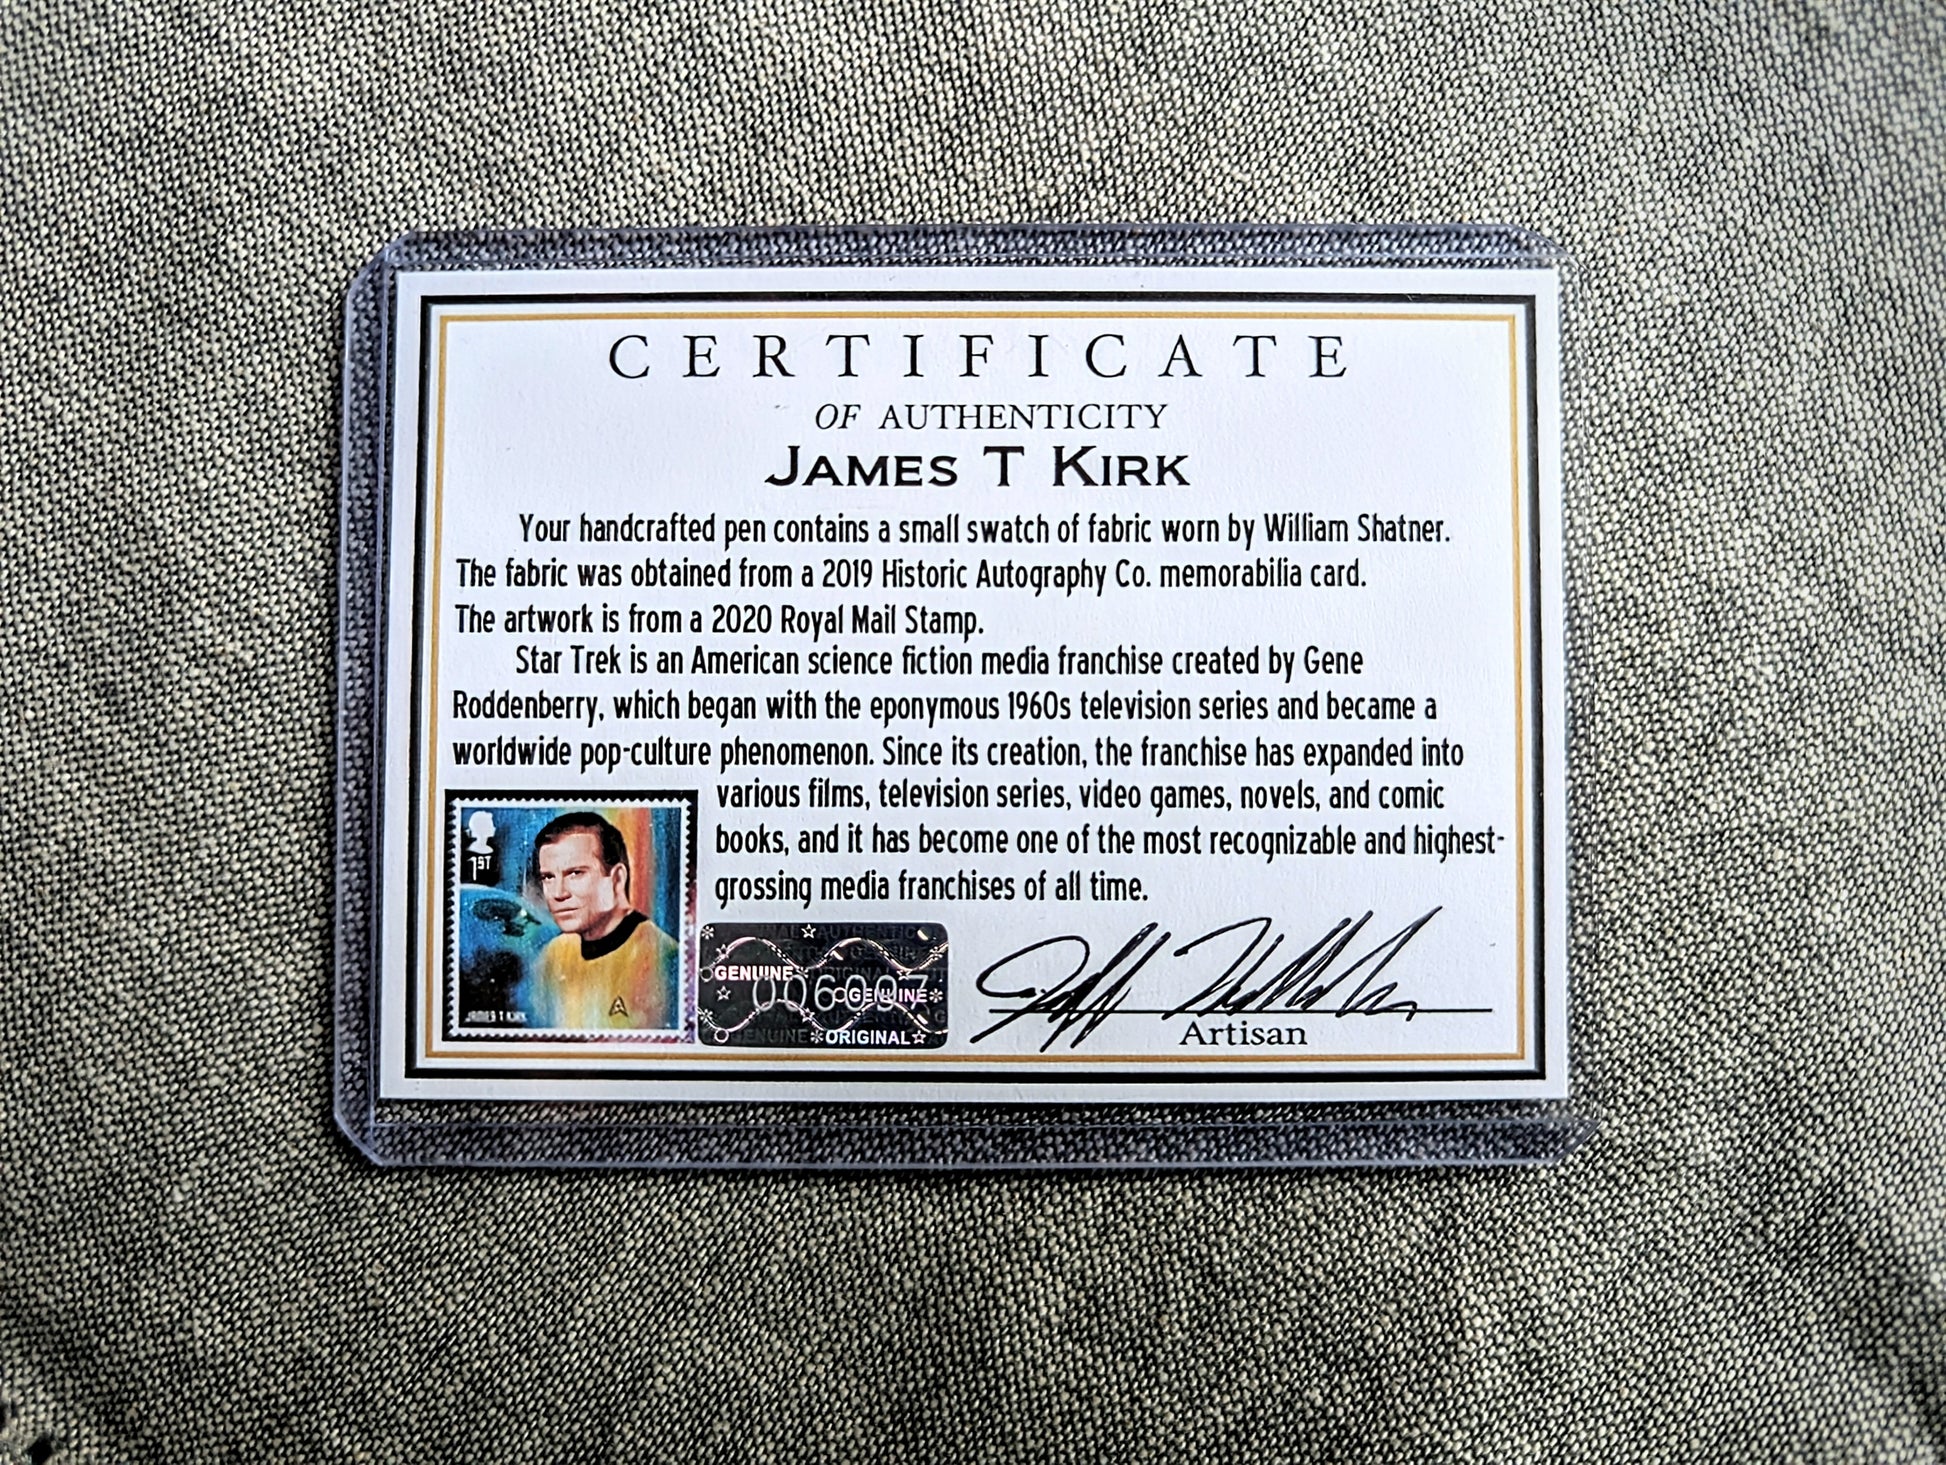 CERTIFICATE
OF AUTHENTICITY
JAMES T KIRK
Your handcrafted pen contains a small swatch of fabric worn by William Shatner.
The fabric was obtained from a 2019 Historic Autography Co. memorabilia card.
The artwork is from a 2020 Royal Mail Stamp.
Star Trek is an American science fiction media franchise created by Gene
Roddenberry, which began with the eponymous 1960s television series and became a
worldwide pop-culture phenomenon. Since its creation, the franchise has expanded into
various films, television series, video games, novels, and comic
books, and it has become one of the most recognizable and highest-
grossing media franchises of all time.
1ST
JAMES T KIRK
GENUINE
GENUINE
GENUINE ORIGINAL
Artisan